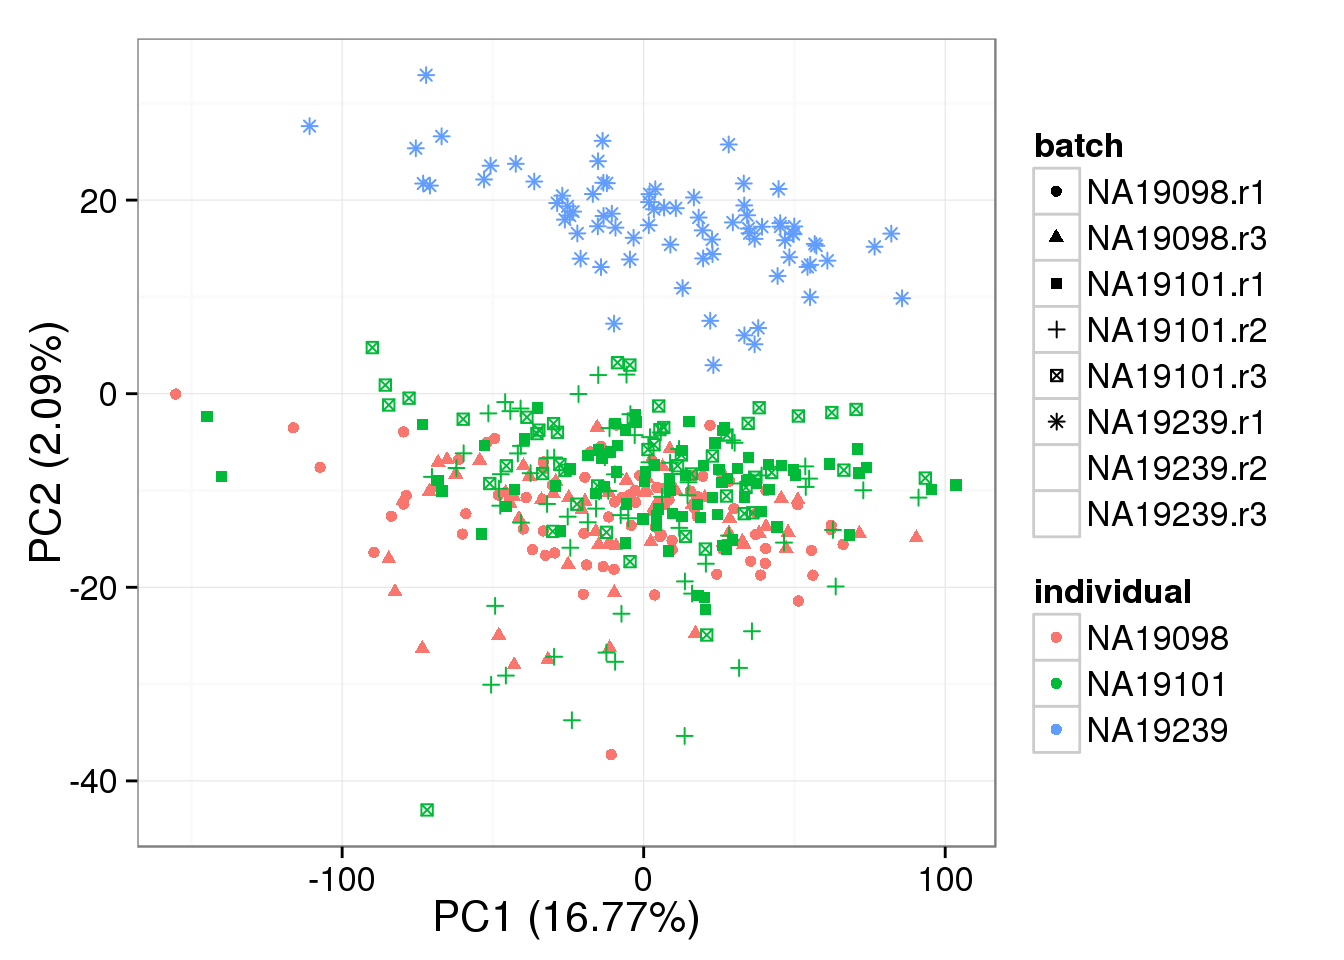 20
0
-20
-40
PC2 (2.09%)
-100
0
100
PC1 (16.77%)
batch
NA19098.r1
NA19098.r3
NA19101.r1
NA19101.r2
NA19101.r3
NA19239.r1
NA19239.r2
NA19239.r3
individual
NA19098
NA19101
NA19239